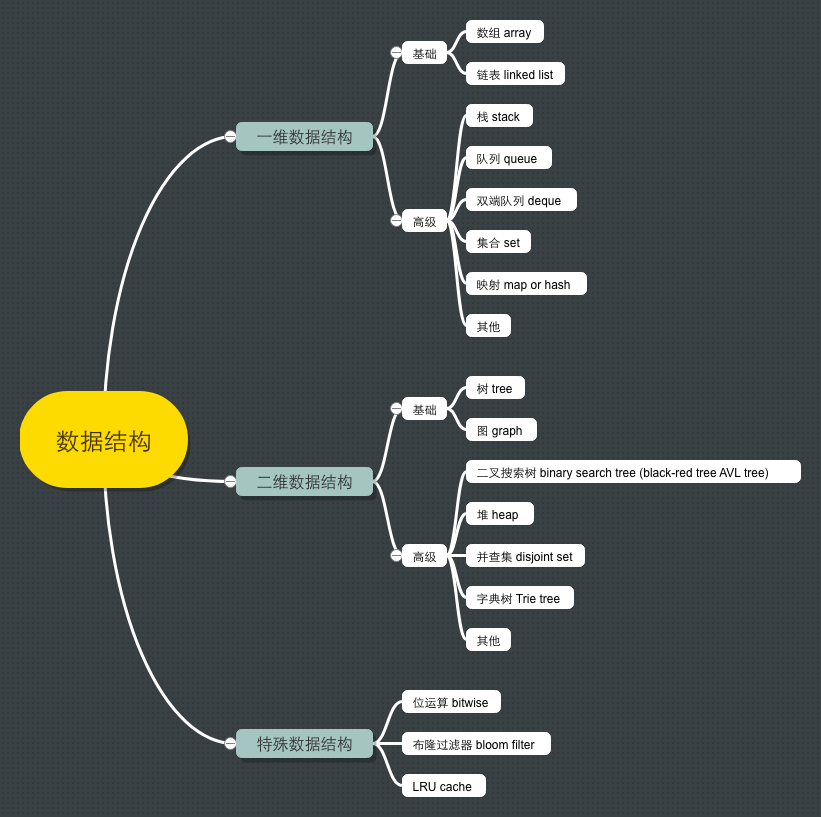 数据结构
一维数据结构
基础
数组 array
链表 linked list
高级
栈 stack
队列 queue
双端队列 deque
集合 set
映射 map or hash
其他
二维数据结构
基础
树 tree
图 graph
高级
二叉搜索树 binary search tree (black-red tree AVL tree)
堆 heap
并查集 disjoint set
字典树 Trie tree
其他
特殊数据结构
位运算 bitwise
布隆过滤器 bloom filter
LRU cache